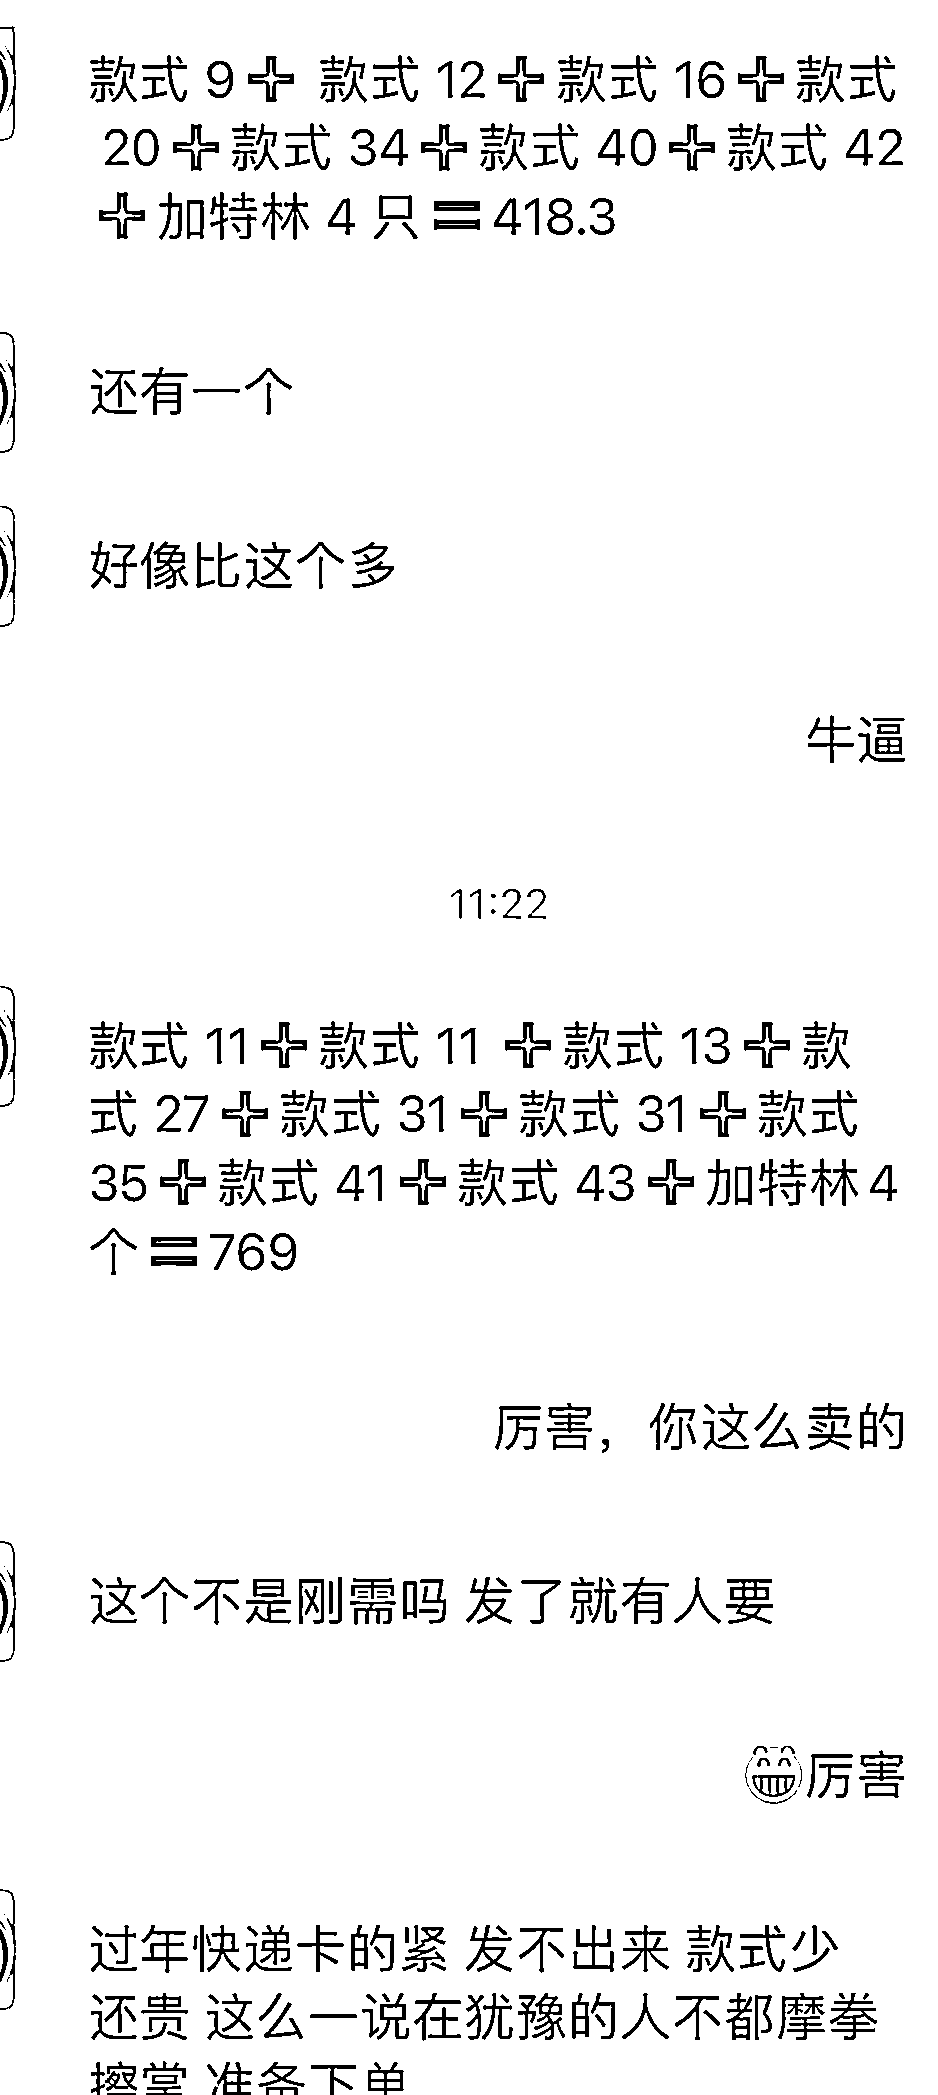 款式 9➕ 款式 12➕款式 16➕款式
20➕款式 34➕款式 40➕款式 42
➕加特林 4 只🟰418.3
还有一个
好像比这个多
牛逼
11:22
款式 11➕款式 11 ➕款式 13➕款
式 27➕款式 31➕款式 31➕款式
35➕款式 41➕款式 43➕加特林4
个🟰769
厉害，你这么卖的
这个不是刚需吗 发了就有人要
😁厉害
过年快递卡的紧 发不出来 款式少
还贵 这么一说在犹豫的人不都摩拳
擦掌 准备下单